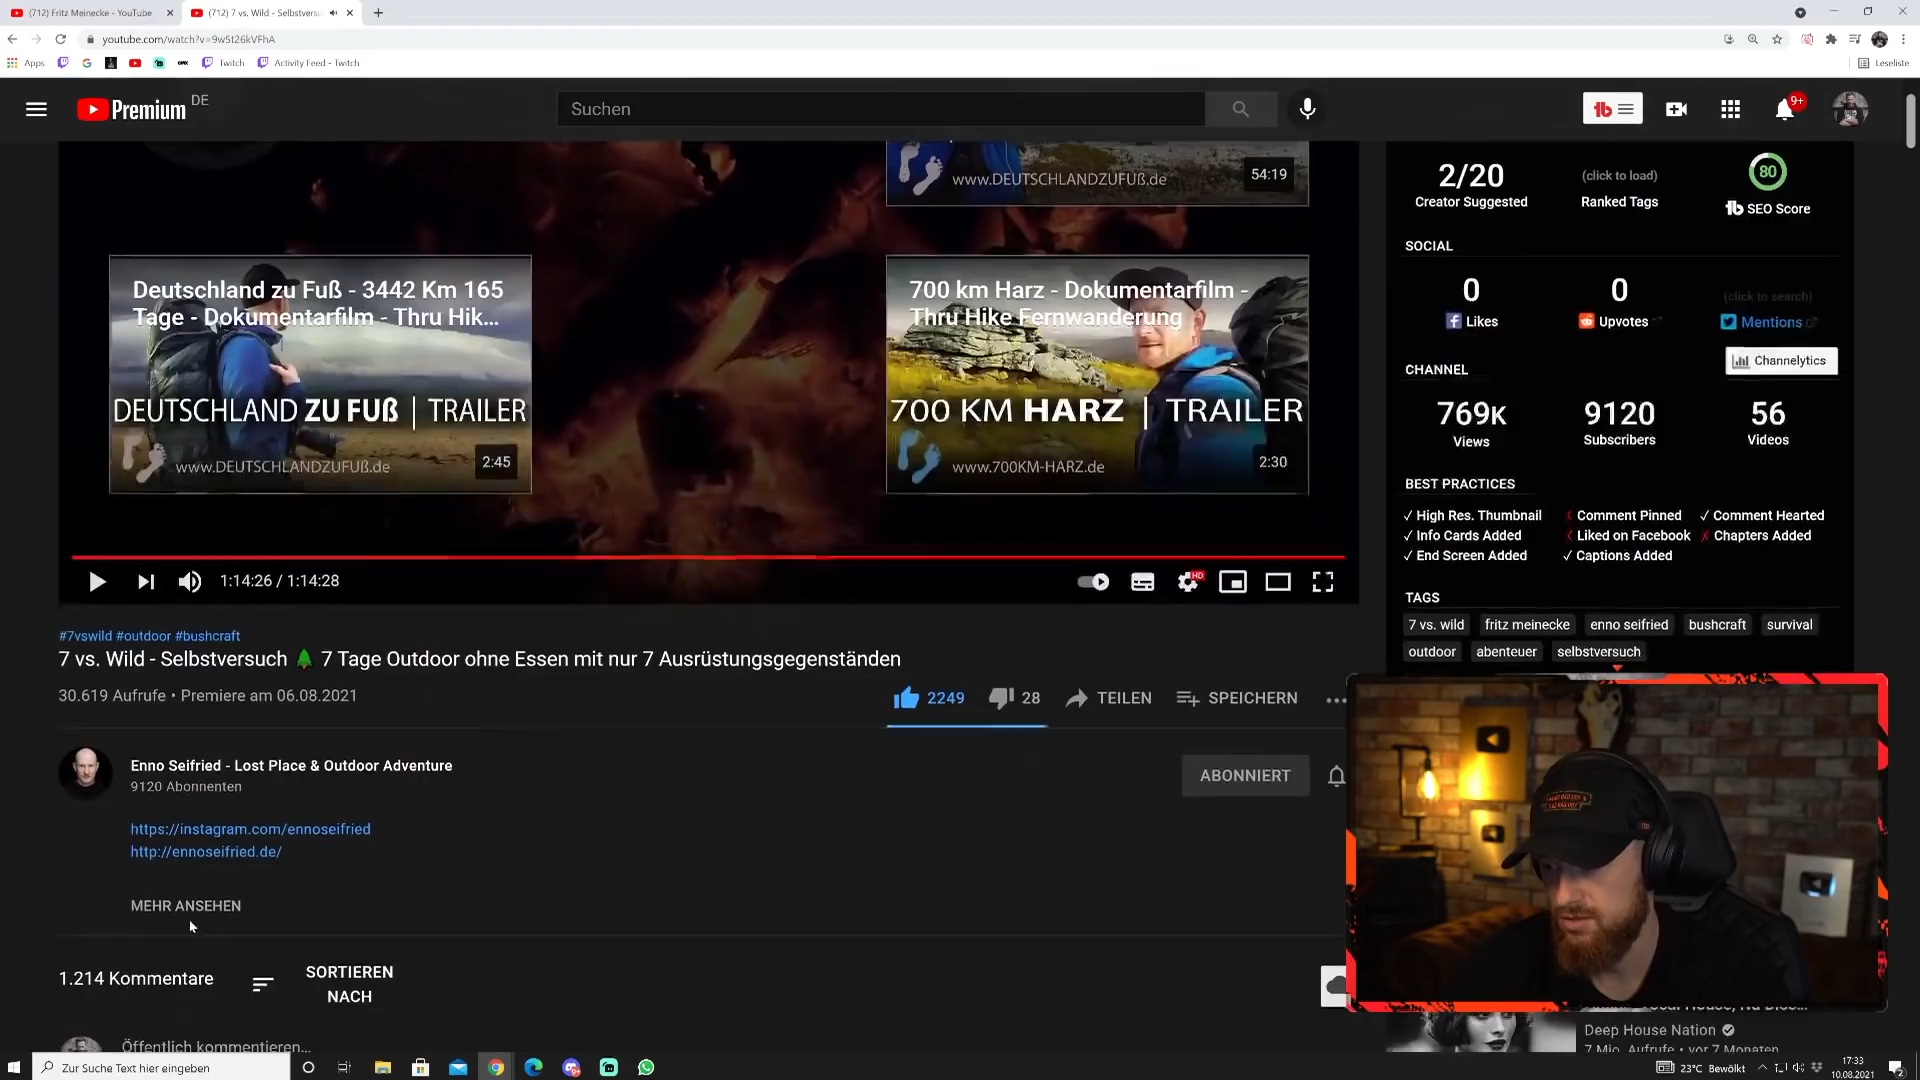 (712) Fritz Meinecke - YouTube
(712) 7 vs. Wild - Selbstversu
youtube.com/watch?v=9w5t26kVFhA
Apps
Twitch
Activity Feed - Twitch
Leseliste
Premium DE
Suchen
9+
54:19
www.DEUTSCHLANDZUFUß.de
Deutschland zu Fuß - 3442 Km 165
Tage - Dokumentarfilm - Thru Hik...
DEUTSCHLAND ZU FUß | TRAILER
www.DEUTSCHLANDZUFUß.de
2:45
700 km Harz - Dokumentarfilm -
Thru Hike Fernwanderung
700 KM HARZ | TRAILER
www.700KM-HARZ.de
2:30
1:14:26 / 1:14:28
HD
#7vswild #outdoor #bushcraft
7 vs. Wild - Selbstversuch 🌲 7 Tage Outdoor ohne Essen mit nur 7 Ausrüstungsgegenständen
30.619 Aufrufe • Premiere am 06.08.2021
2249
28
TEILEN
SPEICHERN
Enno Seifried - Lost Place & Outdoor Adventure
9120 Abonnenten
ABONNIERT
https://instagram.com/ennoseifried
http://ennoseifried.de/
MEHR ANSEHEN
1.214 Kommentare
SORTIEREN
NACH
Öffentlich kommentieren...
2/20
Creator Suggested
(click to load)
Ranked Tags
80
SEO Score
SOCIAL
0
Likes
0
Upvotes
(click to search)
Mentions
CHANNEL
Channelytics
769K
Views
9120
Subscribers
56
Videos
BEST PRACTICES
✓ High Res. Thumbnail
Comment Pinned
✓ Comment Hearted
✓ Info Cards Added
Liked on Facebook
Chapters Added
✓ End Screen Added
✓ Captions Added
TAGS
7 vs. wild
fritz meinecke
enno seifried
bushcraft
survival
outdoor
abenteuer
selbstversuch
Deep House Nation
7 Mio. Aufrufe • vor 7 Monaten
Zur Suche Text hier eingeben
23°C Bewölkt
17:33
10.08.2021
2